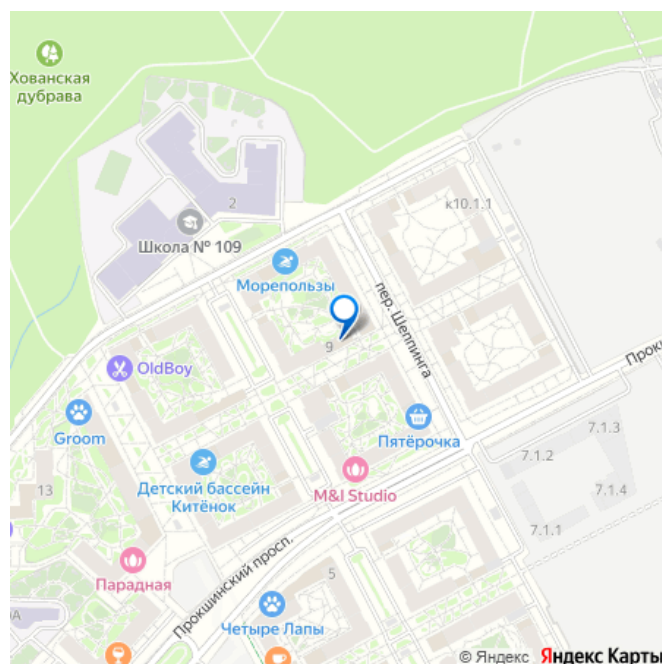 Хованская
дубрава
к10.1.1
2
Школа № 109
Морепользы
пер. Шеппинга
9
OldBoy
Прок
Groom
Пятёрочка
7.1.3
7.1.2
Детский бассейн
Китёнок
M&I Studio
7.1.4
13
7.1.1
Прокшинский просп.
Парадная
5
Четыре Лапы
© Яндекс Яндекс Карты